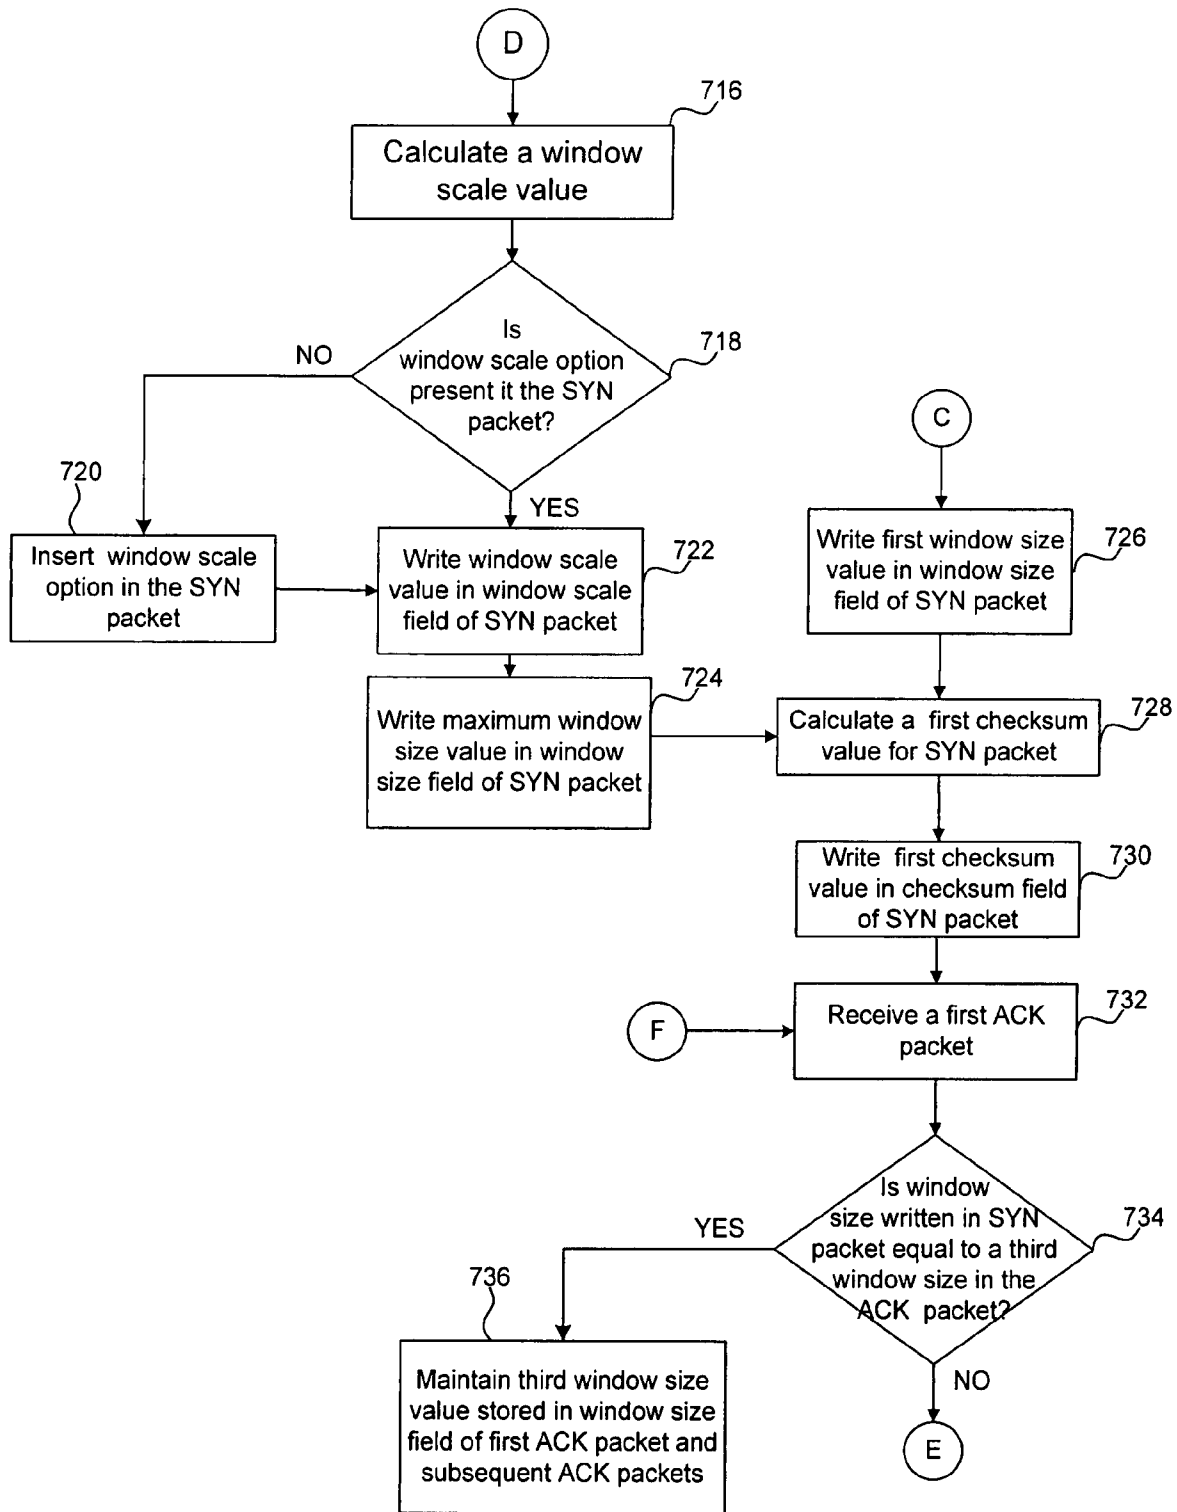 D
716
Calculate a window
scale value
Is
window scale option
present it the SYN
packet?
718
NO
YES
720
Insert window scale
option in the SYN
packet
Write window scale
value in window scale
field of SYN packet
722
Write maximum window
size value in window
size field of SYN packet
724
C
Write first window size
value in window size
field of SYN packet
726
Calculate a first checksum
value for SYN packet
728
Write first checksum
value in checksum field
of SYN packet
730
F
Receive a first ACK
packet
732
Is window
size written in SYN
packet equal to a third
window size in the
ACK packet?
734
YES
NO
736
Maintain third window size
value stored in window size
field of first ACK packet and
subsequent ACK packets
E